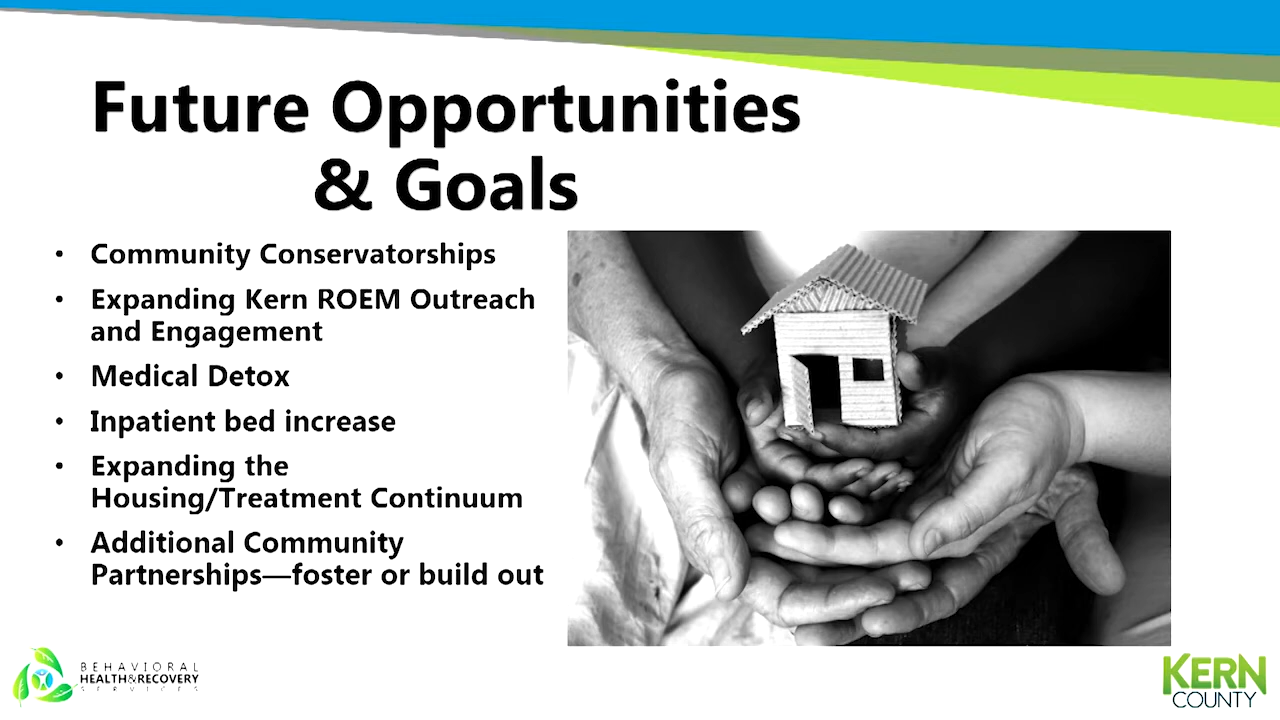 Future Opportunities
& Goals
• Community Conservatorships
• Expanding Kern ROEM Outreach
and Engagement
• Medical Detox
• Inpatient bed increase
• Expanding the
Housing/Treatment Continuum
• Additional Community
Partnerships—foster or build out
BEHAVIORAL
HEALTH&RECOVERY
SERVICES
KERN
COUNTY